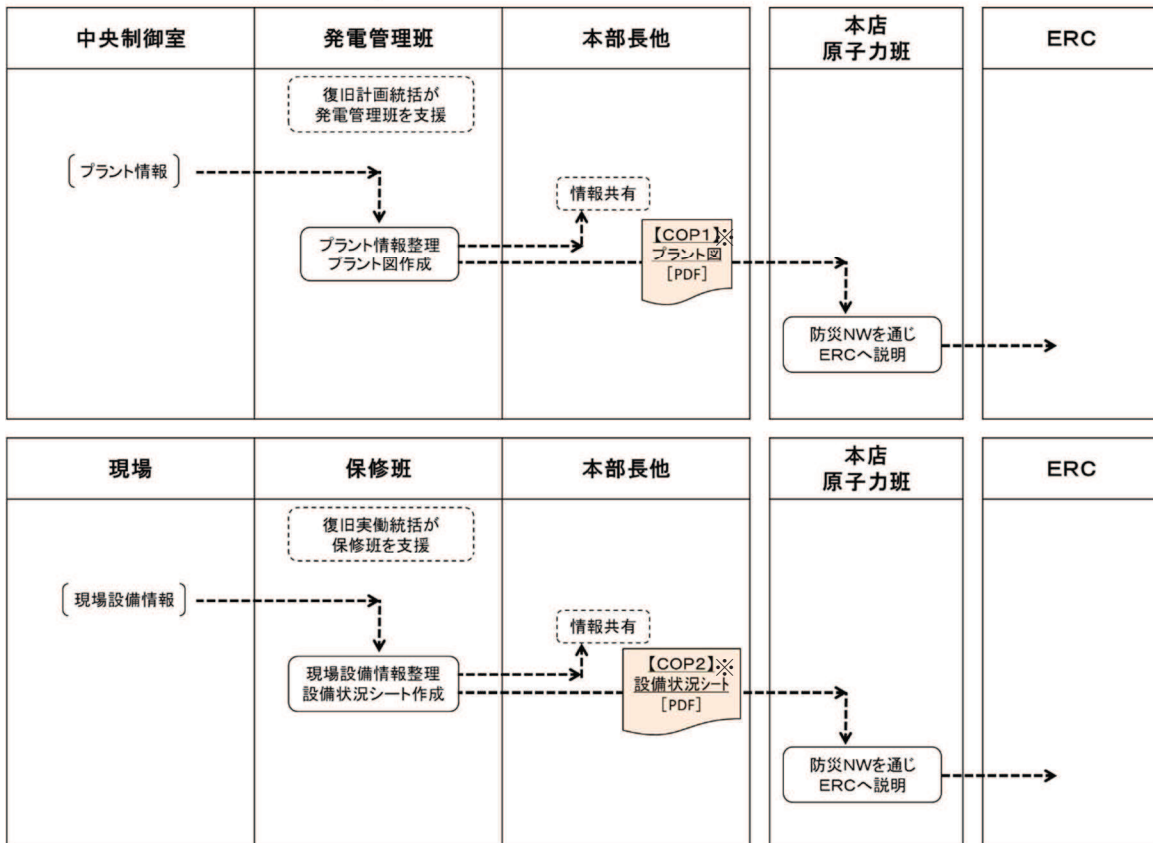 中央制御室
発電管理班
本部長他
本店
原子力班
ERC
復旧計画統括が
発電管理班を支援
プラント情報
情報共有
プラント情報整理
プラント図作成
【COP1】※
プラント図
[PDF]
防災NWを通じ
ERCへ説明
現場
保修班
本部長他
本店
原子力班
ERC
復旧実働統括が
保修班を支援
現場設備情報
情報共有
現場設備情報整理
設備状況シート作成
【COP2】※
設備状況シート
[PDF]
防災NWを通じ
ERCへ説明